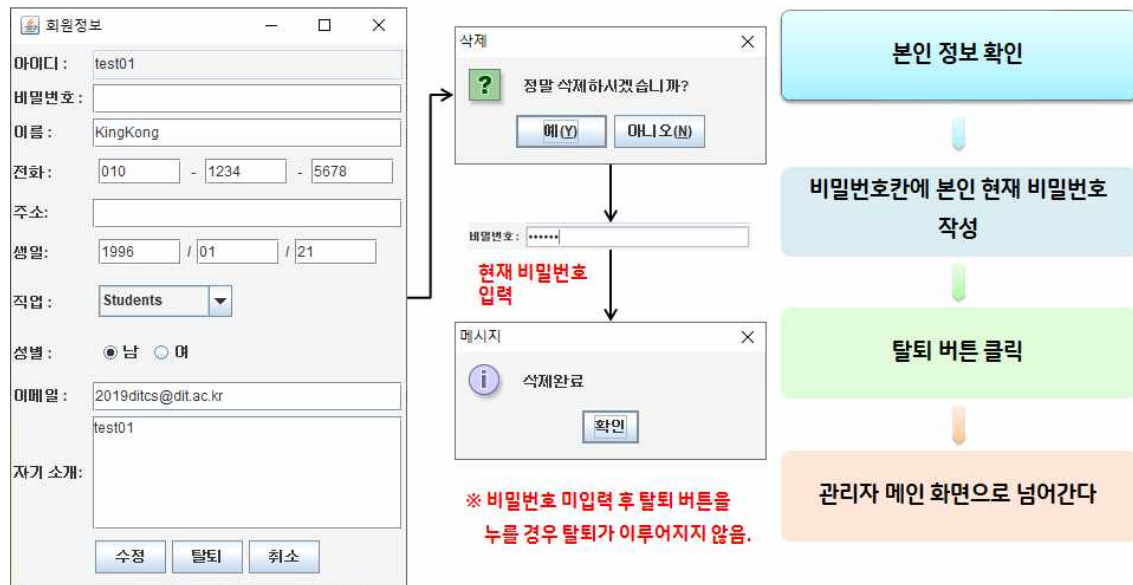 회원정보
아이디 : test01
비밀번호 :
이름 : KingKong
전화 : 010 - 1234 - 5678
주소:
생일: 1996 / 01 / 21
직업 : Students
성별 : 남 여
이메일 : 2019ditcs@dit.ac.kr
자기 소개: test01
수정 탈퇴 취소
삭제
정말 삭제하시겠습니까?
예(Y) 아니오(N)
비밀번호 : ••••••
현재 비밀번호
입력
메시지
삭제완료
확인
※ 비밀번호 미입력 후 탈퇴 버튼을
누를 경우 탈퇴가 이루어지지 않음.
본인 정보 확인
비밀번호칸에 본인 현재 비밀번호
작성
탈퇴 버튼 클릭
관리자 메인 화면으로 넘어간다